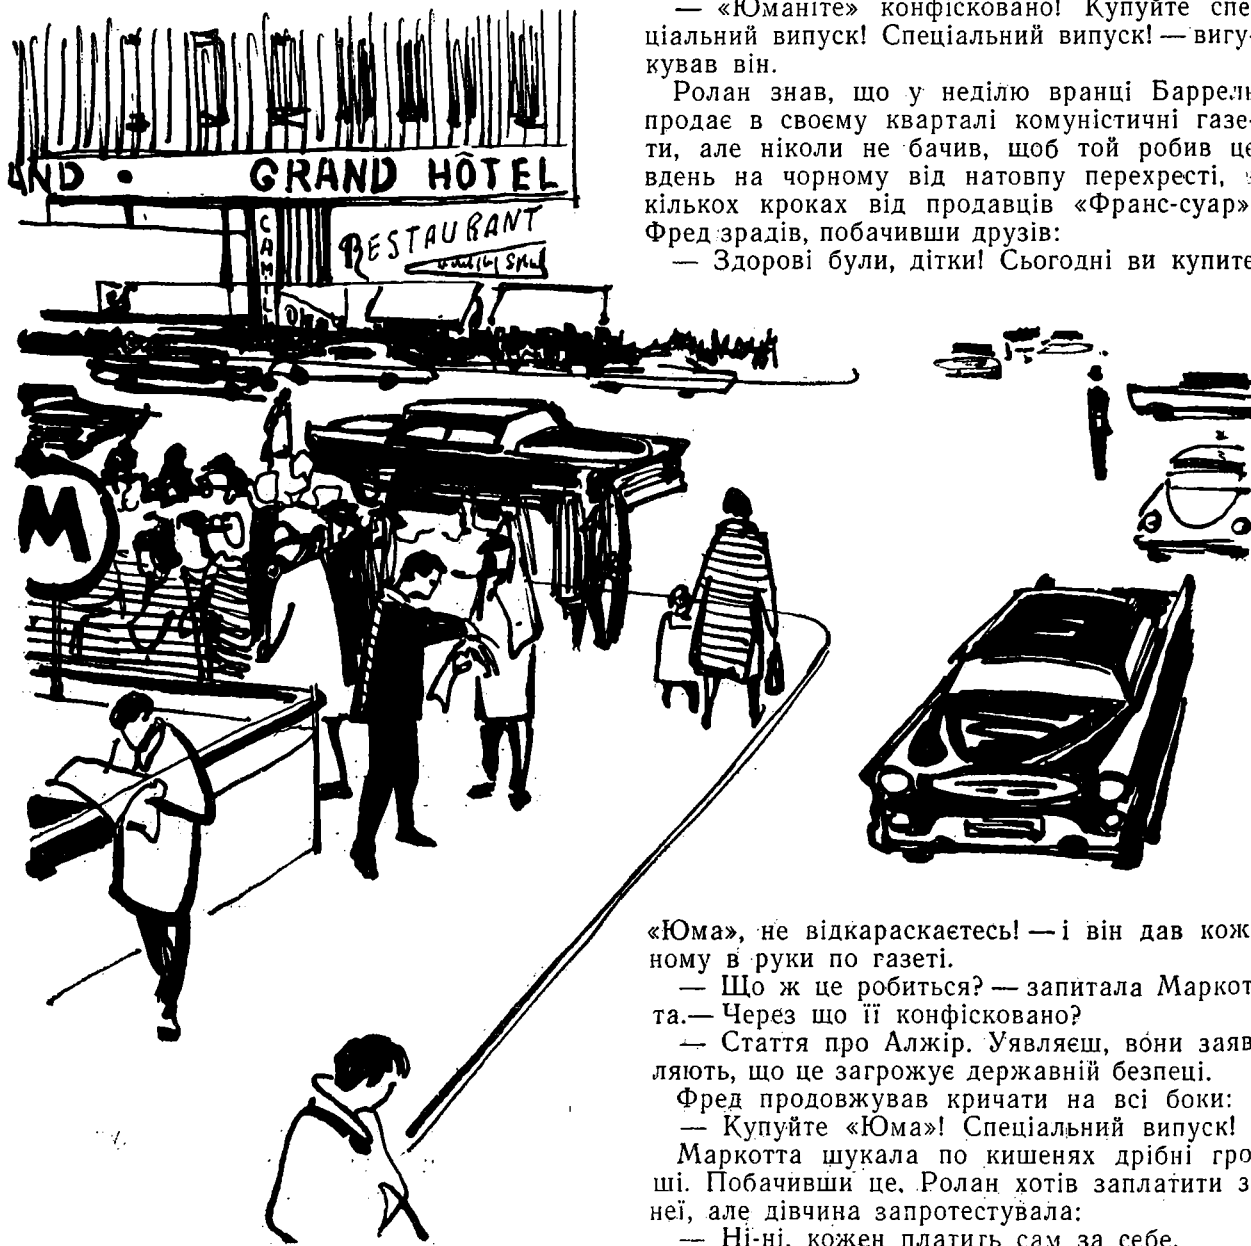 AND • GRAND HÔTEL
CAMILL
RESTAURANT
M
— «Юманіте» конфісковано! Купуйте спе-
ціальний випуск! Спеціальний випуск! — вигу-
кував він.
Ролан знав, що у неділю вранці Баррель
продає в своєму кварталі комуністичні газе-
ти, але ніколи не бачив, щоб той робив це
вдень на чорному від натовпу перехресті,
кількох кроках від продавців «Франс-суар»
Фред зрадів, побачивши друзів:
— Здорові були, дітки! Сьогодні ви купите
«Юма», не відкараскаєтесь! — і він дав кож
ному в руки по газеті.
— Що ж це робиться? — запитала Маркот
та.— Через що її конфісковано?
— Стаття про Алжір. Уявляєш, вони заяв
ляють, що це загрожує державній безпеці.
Фред продовжував кричати на всі боки:
— Купуйте «Юма»! Спеціальний випуск!
Маркотта шукала по кишенях дрібні гро
ші. Побачивши це, Ролан хотів заплатити з
неї, але дівчина запротестувала:
— Ні-ні, кожен платить сам за себе.